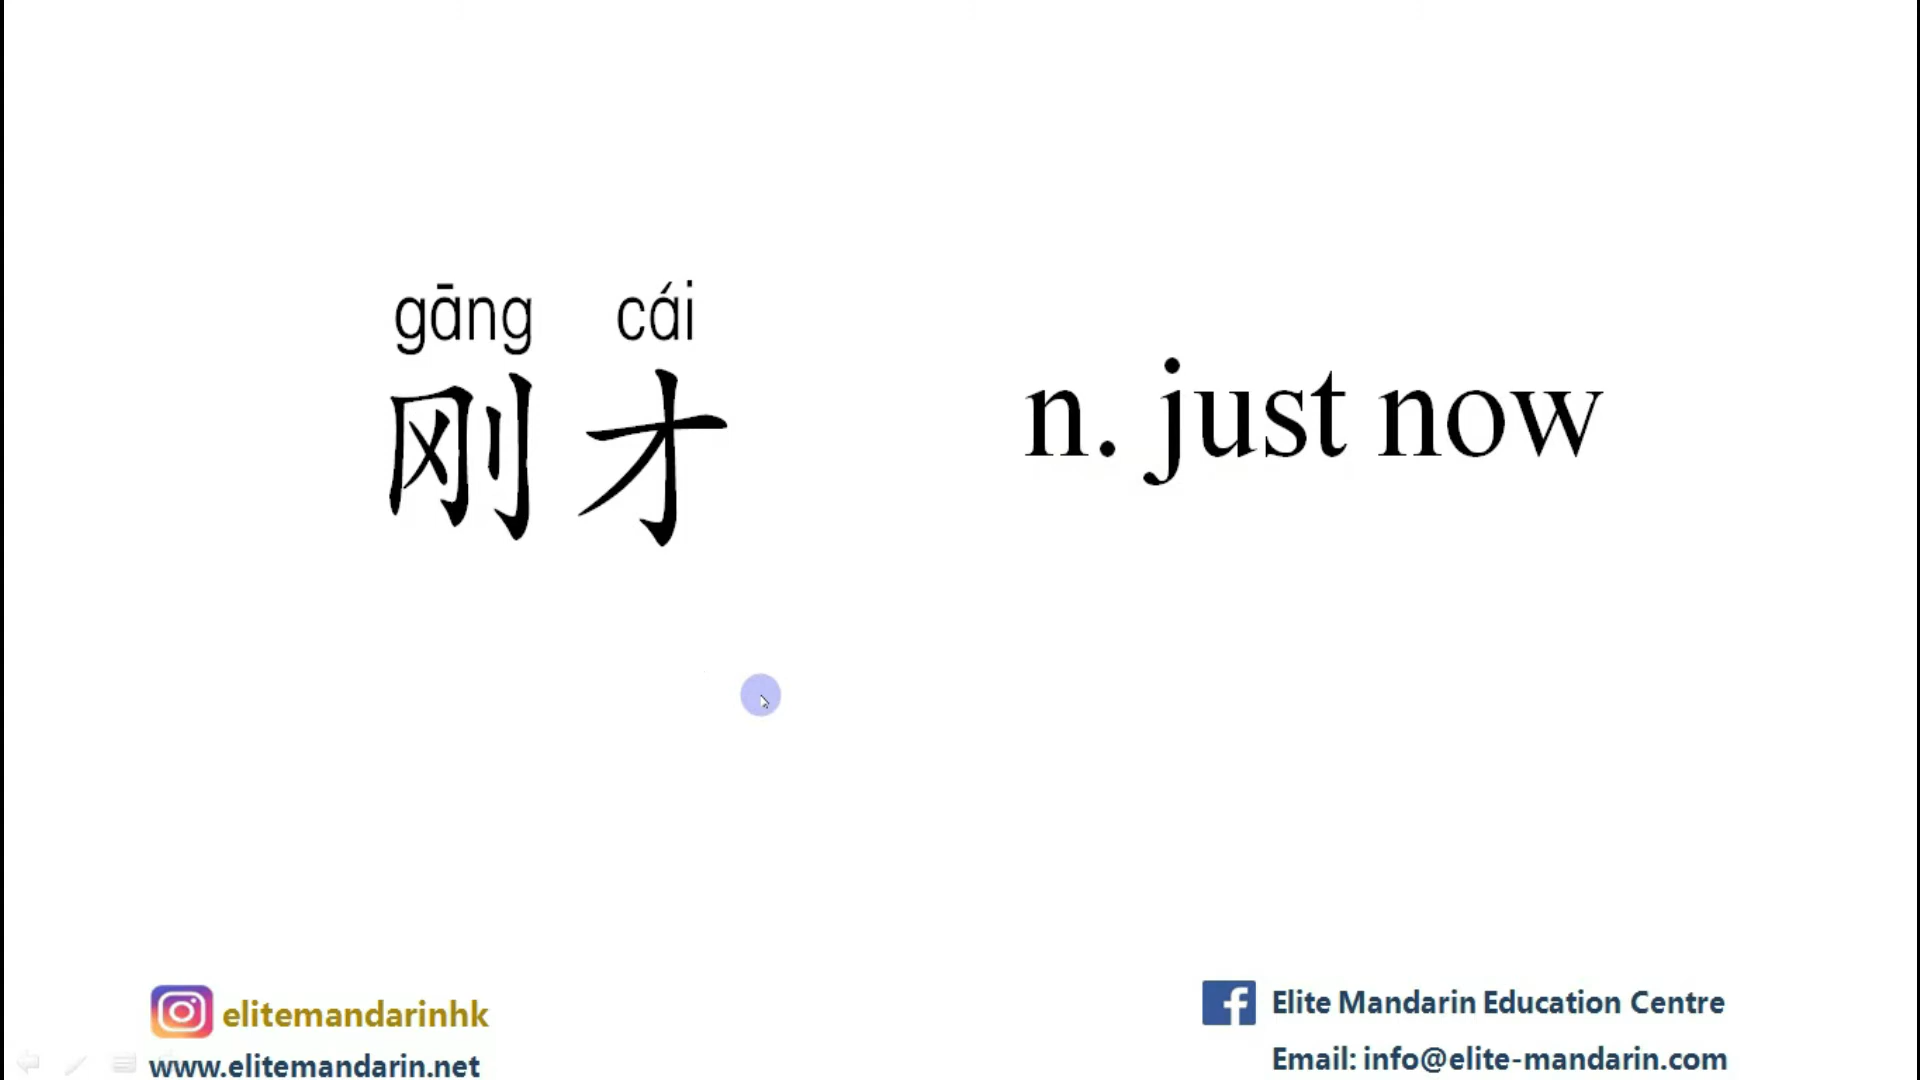 gāng cái
刚才
n. just now
elitemandarinhk
www.elitemandarin.net
Elite Mandarin Education Centre
Email: info@elite-mandarin.com